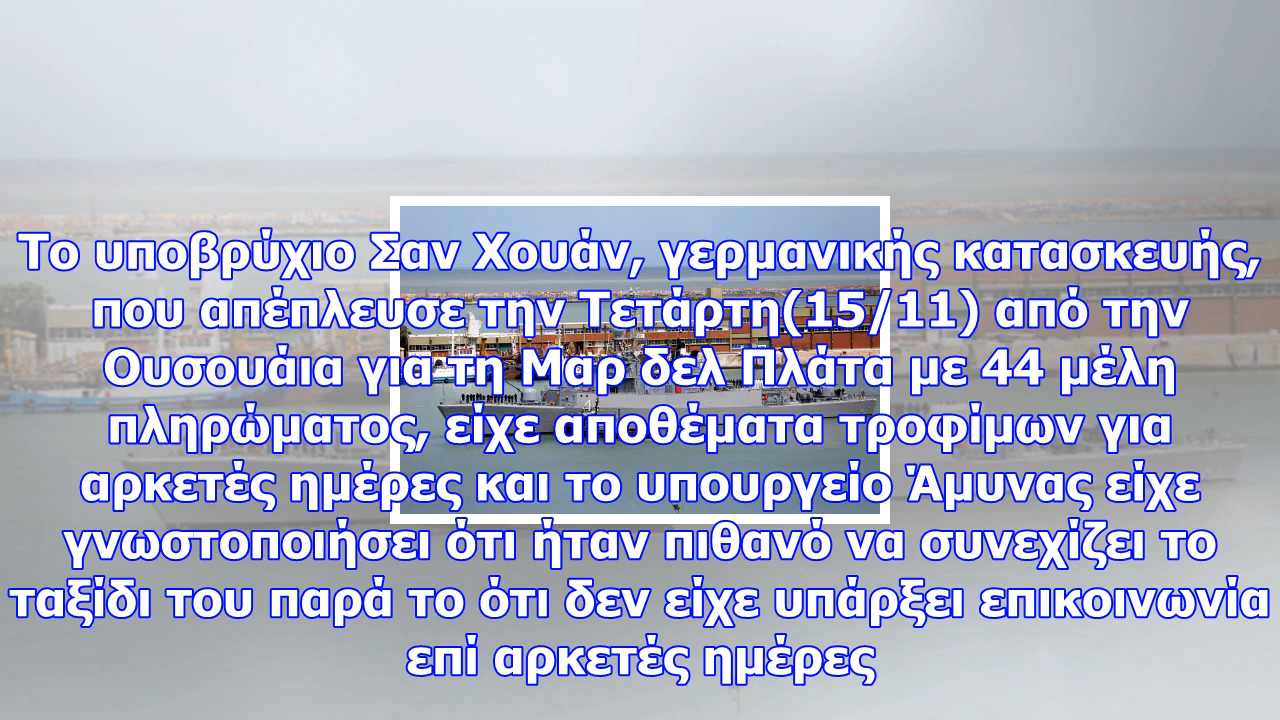 Το υποβρύχιο Σαν Χουάν, γερμανικής κατασκευής,
που απέπλευσε την Τετάρτη(15/11) από την
Ουσουάια για τη Μαρ δελ Πλάτα με 44 μέλη
πληρώματος, είχε αποθέματα τροφίμων για
αρκετές ημέρες και το υπουργείο Άμυνας είχε
γνωστοποιήσει ότι ήταν πιθανό να συνεχίζει το
ταξίδι του παρά το ότι δεν είχε υπάρξει επικοινωνία
επί αρκετές ημέρες